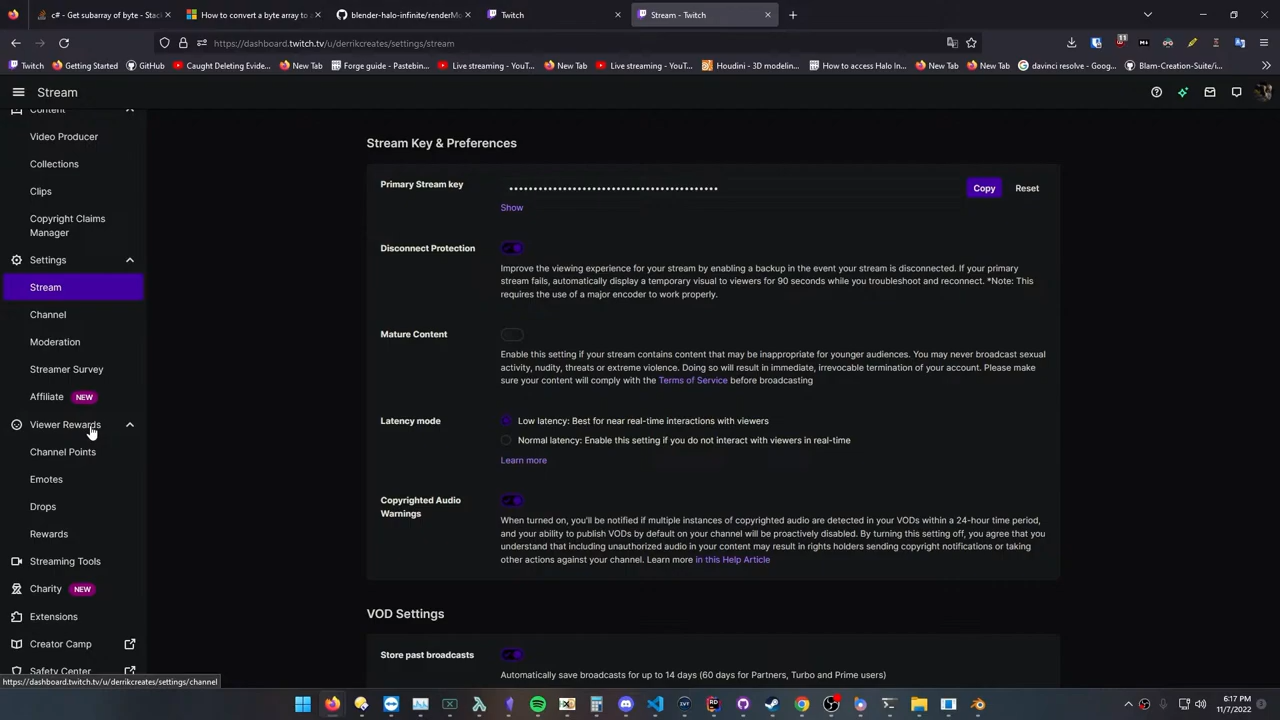 c# - Get subarray of byte - Stac
How to convert a byte array to s
blender-halo-infinite/renderMo
Twitch
Stream - Twitch
https://dashboard.twitch.tv/u/derrikcreates/settings/stream
Twitch
Getting Started
GitHub
Caught Deleting Evide...
New Tab
Forge guide - Pastebin...
Live streaming - YouT...
New Tab
Live streaming - YouT...
Houdini - 3D modelin...
How to access Halo In...
New Tab
New Tab
davinci resolve - Goog...
Blam-Creation-Suite/i...
Stream
Content
Video Producer
Collections
Clips
Copyright Claims
Manager
Settings
Stream
Channel
Moderation
Streamer Survey
Affiliate NEW
Viewer Rewards
Channel Points
Emotes
Drops
Rewards
Streaming Tools
Charity NEW
Extensions
Creator Camp
Safety Center
https://dashboard.twitch.tv/u/derrikcreates/settings/channel
Stream Key & Preferences
Primary Stream key
Copy
Reset
Show
Disconnect Protection
Improve the viewing experience for your stream by enabling a backup in the event your stream is disconnected. If your primary
stream fails, automatically display a temporary visual to viewers for 90 seconds while you troubleshoot and reconnect. *Note: This
requires the use of a major encoder to work properly.
Mature Content
Enable this setting if your stream contains content that may be inappropriate for younger audiences. You may never broadcast sexual
activity, nudity, threats or extreme violence. Doing so will result in immediate, irrevocable termination of your account. Please make
sure your content will comply with the Terms of Service before broadcasting
Latency mode
Low latency: Best for near real-time interactions with viewers
Normal latency: Enable this setting if you do not interact with viewers in real-time
Learn more
Copyrighted Audio
Warnings
When turned on, you'll be notified if multiple instances of copyrighted audio are detected in your VODs within a 24-hour time period,
and your ability to publish VODs by default on your channel will be proactively disabled. By turning this setting off, you agree that you
understand that including unauthorized audio in your content may result in rights holders sending copyright notifications or taking
other actions against your channel. Learn more in this Help Article
VOD Settings
Store past broadcasts
Automatically save broadcasts for up to 14 days (60 days for Partners, Turbo and Prime users)
6:17 PM
11/7/2022